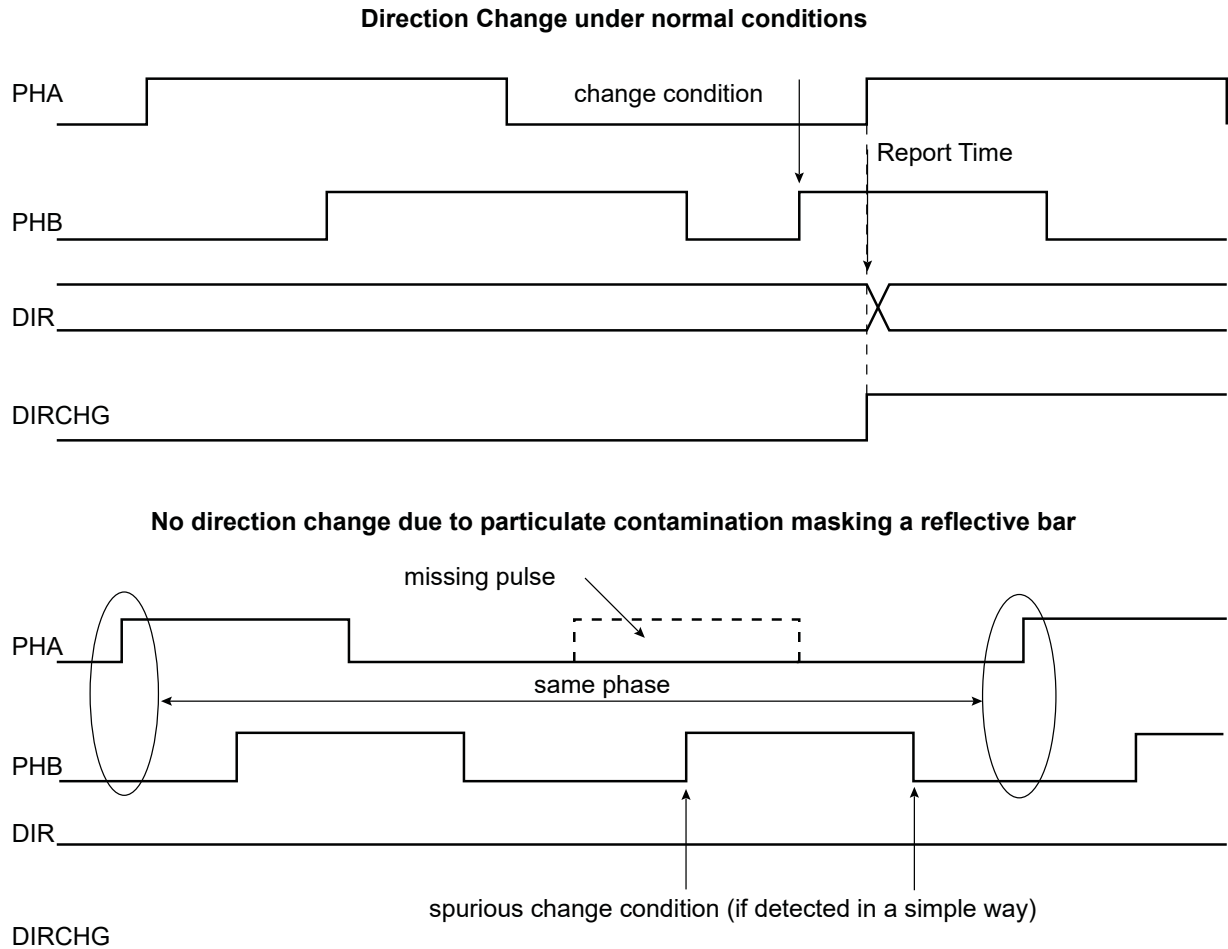 Direction Change under normal conditions
PHA
change condition
Report Time
PHB
DIR
DIRCHG
No direction change due to particulate contamination masking a reflective bar
missing pulse
PHA
same phase
PHB
DIR
spurious change condition (if detected in a simple way)
DIRCHG